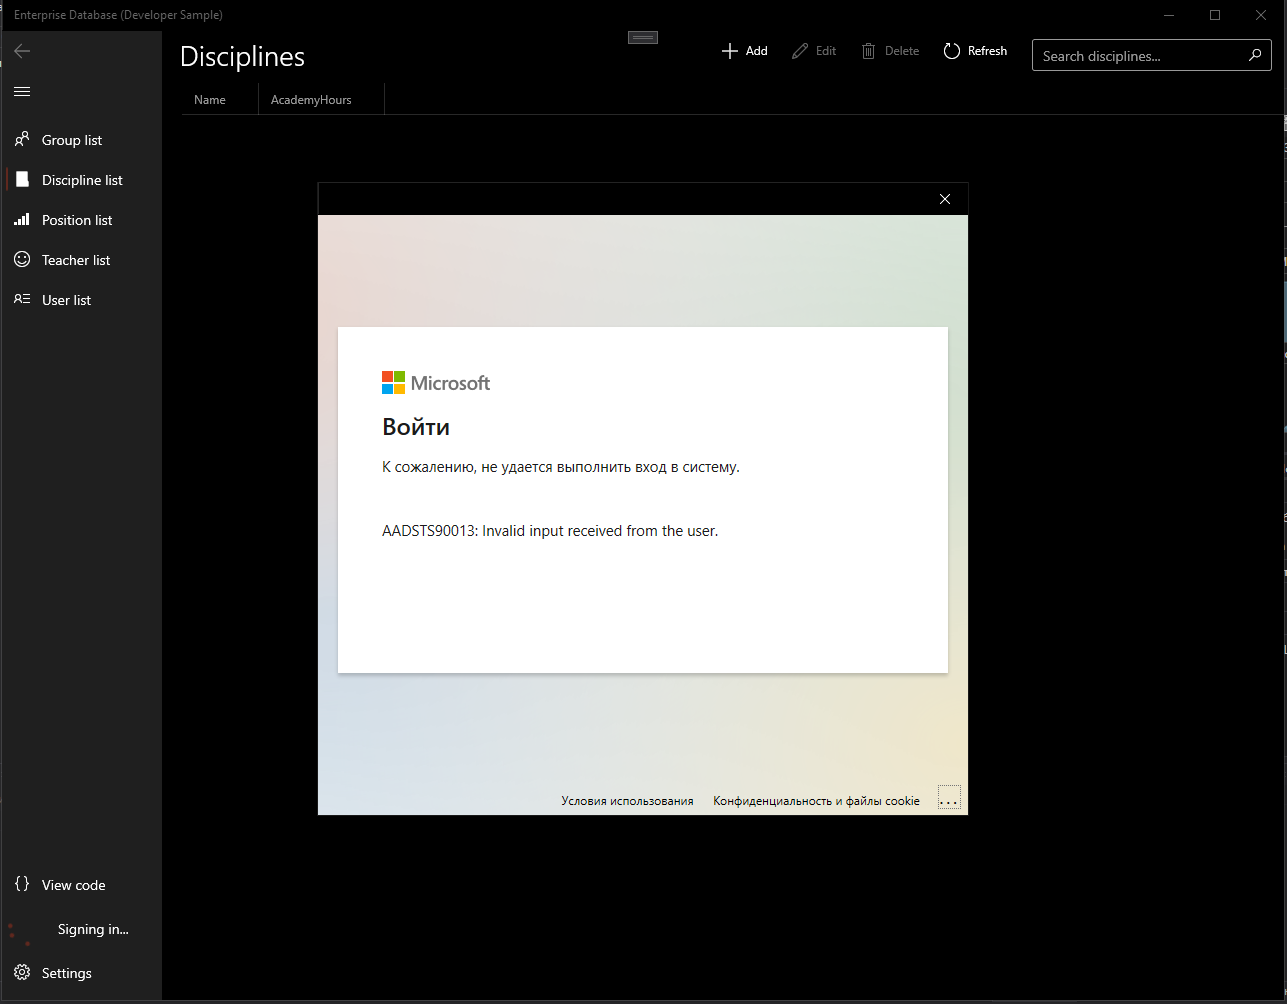 Enterprise Database (Developer Sample)
Disciplines
Add
Edit
Delete
Refresh
Search disciplines...
Name
AcademyHours
Group list
Discipline list
Position list
Teacher list
User list
Microsoft
Войти
К сожалению, не удается выполнить вход в систему.
AADSTS90013: Invalid input received from the user.
Условия использования
Конфиденциальность и файлы cookie
...
View code
Signing in...
Settings